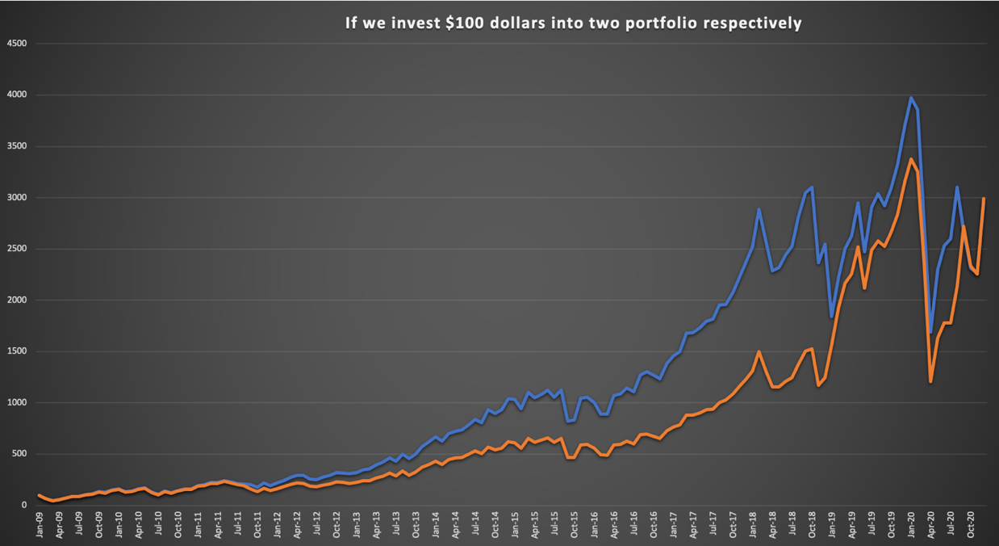 If we invest $100 dollars into two portfolio respectively
4500
4000
3500
3000
2500
2000
1500
1000
500
0
Jan-09
Apr-09
Jul-09
Oct-09
Jan-10
Apr-10
Jul-10
Oct-10
Jan-11
Apr-11
Jul-11
Oct-11
Jan-12
Apr-12
Jul-12
Oct-12
Jan-13
Apr-13
Jul-13
Oct-13
Jan-14
Apr-14
Jul-14
Oct-14
Jan-15
Apr-15
Jul-15
Oct-15
Jan-16
Apr-16
Jul-16
Oct-16
Jan-17
Apr-17
Jul-17
Oct-17
Jan-18
Apr-18
Jul-18
Oct-18
Jan-19
Apr-19
Jul-19
Oct-19
Jan-20
Apr-20
Jul-20
Oct-20